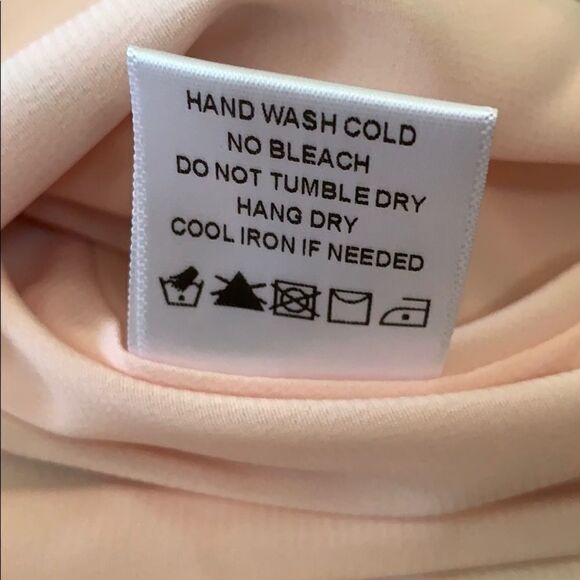 HAND WASH COLD
NO BLEACH
DO NOT TUMBLE DRY
HANG DRY
COOL IRON IF NEEDED